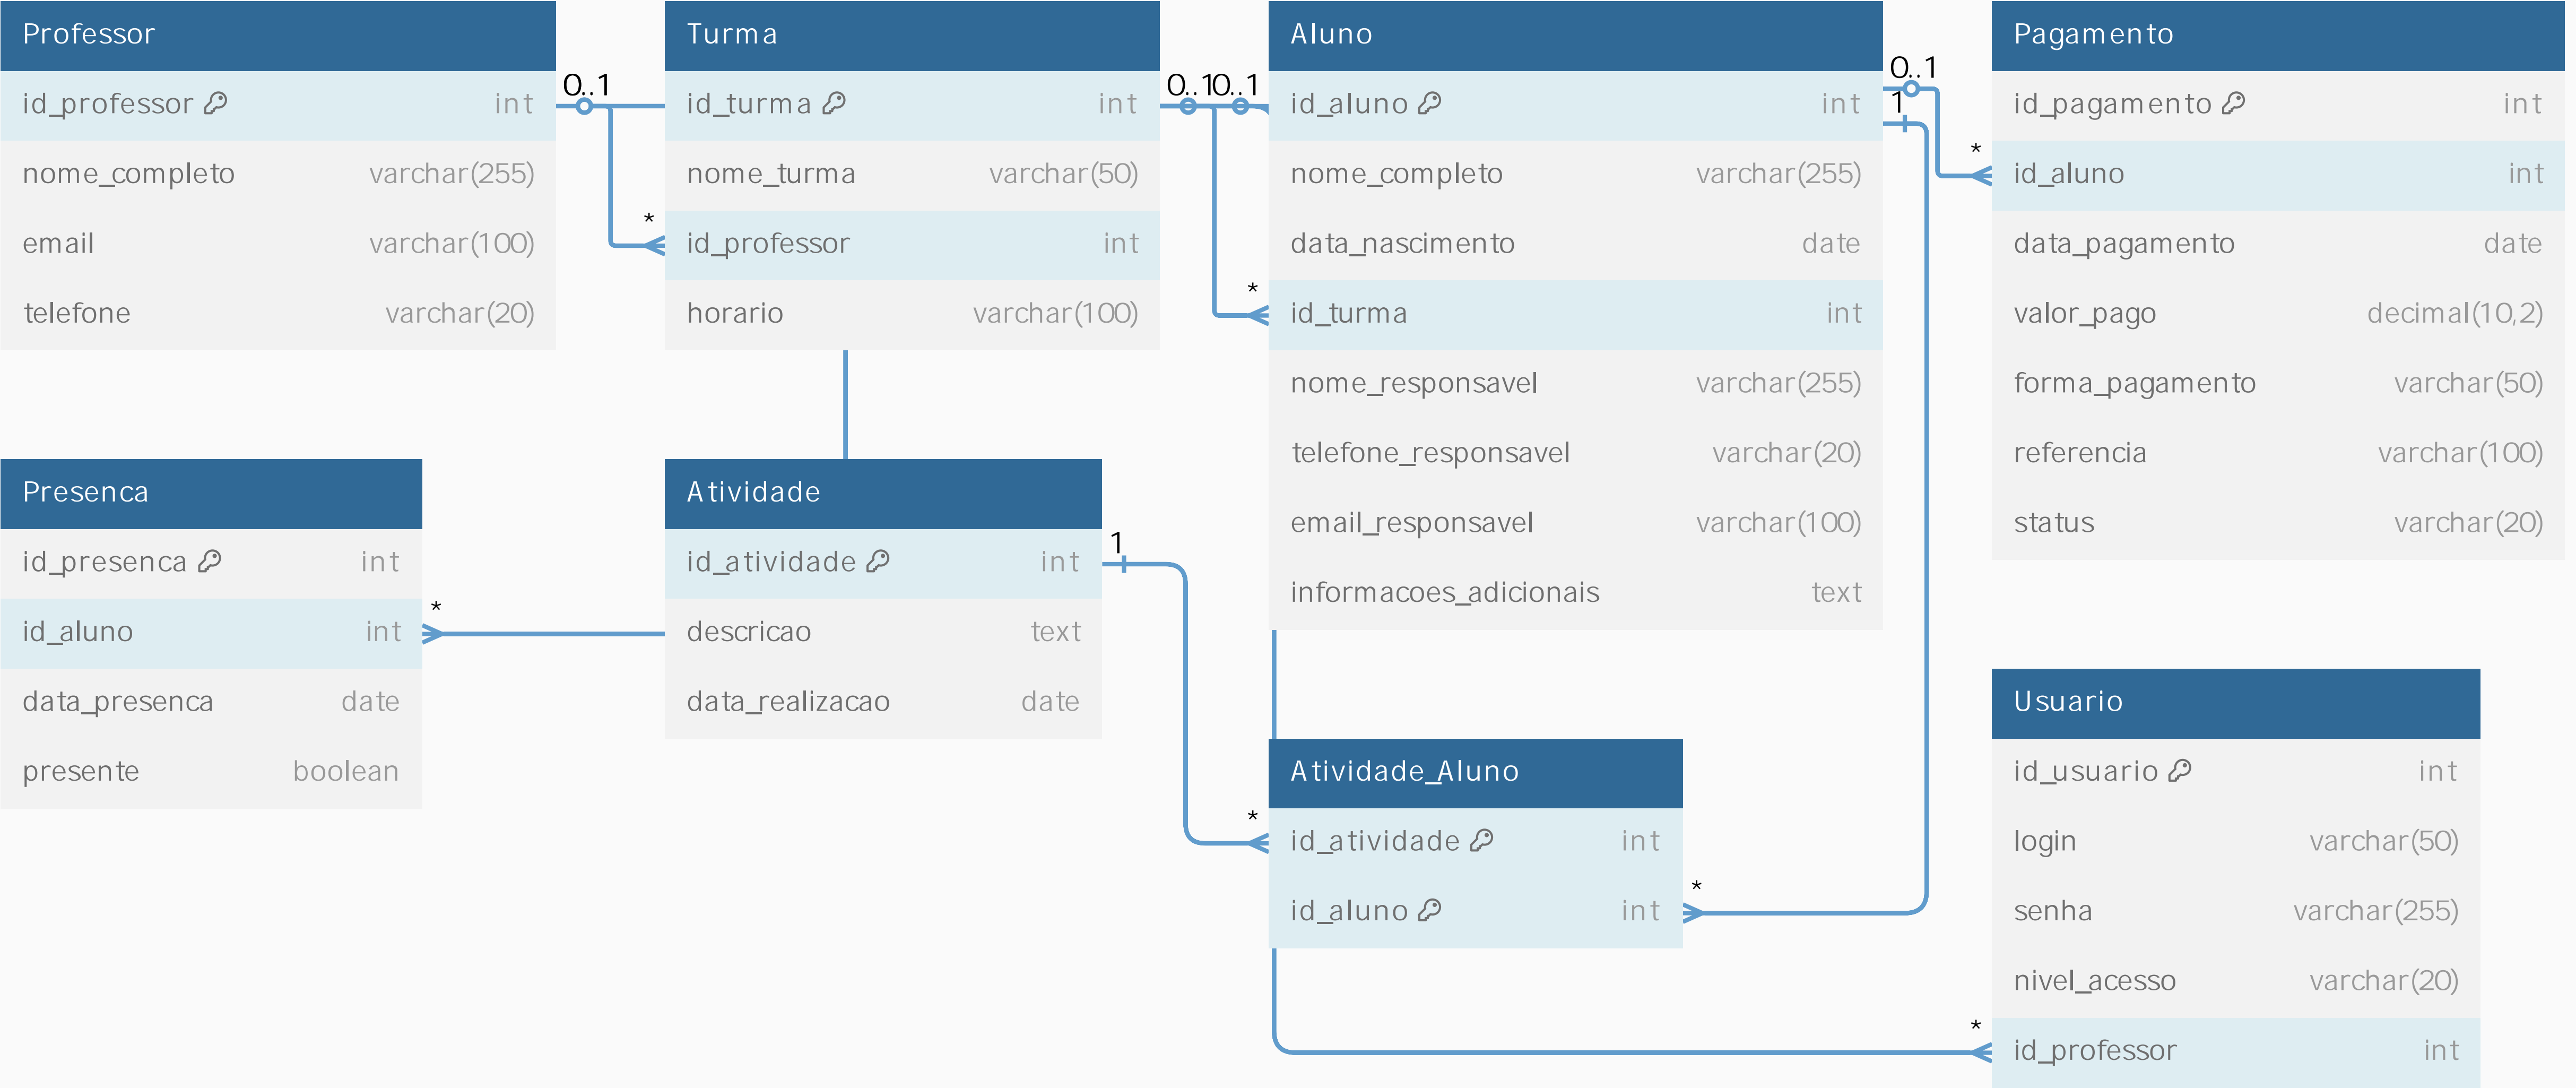 Professor
id_professor int
nome_completo varchar(255)
email varchar(100)
telefone varchar(20)
0..1
*
Turma
id_turma int
nome_turma varchar(50)
id_professor int
horario varchar(100)
0..1
0..1
*
Aluno
id_aluno int
nome_completo varchar(255)
data_nascimento date
id_turma int
nome_responsavel varchar(255)
telefone_responsavel varchar(20)
email_responsavel varchar(100)
informacoes_adicionais text
0..1
1
*
Pagamento
id_pagamento int
id_aluno int
data_pagamento date
valor_pago decimal(10,2)
forma_pagamento varchar(50)
referencia varchar(100)
status varchar(20)
Presenca
id_presenca int
id_aluno int
data_presenca date
presente boolean
*
Atividade
id_atividade int
descricao text
data_realizacao date
1
*
Atividade_Aluno
id_atividade int
id_aluno int
*
Usuario
id_usuario int
login varchar(50)
senha varchar(255)
nivel_acesso varchar(20)
id_professor int
*